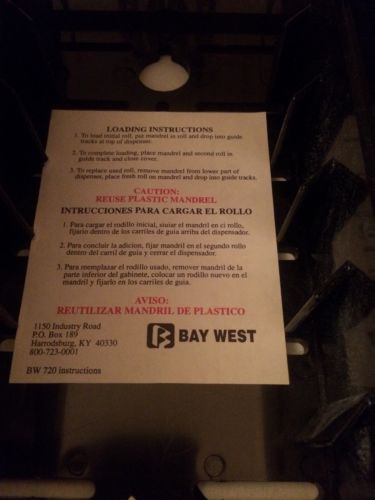 LOADING INSTRUCTIONS
1. To load initial roll, put mandrel in roll and drop into guide
tracks at top of dispenser.
2. To complete loading, place mandrel and second roll in
guide track and close cover.
3. To replace used roll, remove mandrel from lower part of
dispenser, place fresh roll on mandrel and drop into guide tracks.
CAUTION:
REUSE PLASTIC MANDREL
INTRUCCIONES PARA CARGAR EL ROLLO
1. Para cargar el rodillo inicial, situar el mandril en ci rollo,
fijarlo dentro de los carriles de guia arriba del dispensador.
2. Para concluir la adicion, fijar mandril en el segundo rollo
dentro del carril de guia y cerrar el dispensador.
3. Para reemplazar el rodillo usado, remover mandril de la
parte inferior del gabinete, colocar un rodillo nuevo en el
mandril y fijarlo en los carriles de guia.
AVISO:
REUTILIZAR MANDRIL DE PLASTICO
1150 Industry Road
P.O. Box 189
Harrodsburg, KY 40330
800-723-0001
BAY WEST
BW 720 instructions